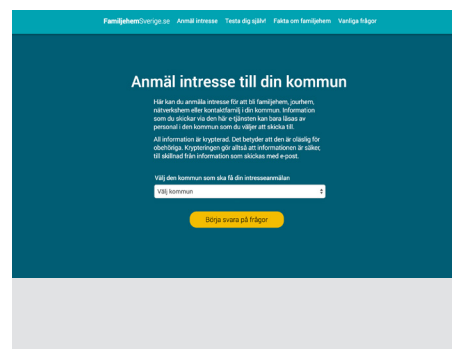 FamiljehemSverige.se Anmäl intresse Testa dig själv! Fakta om familjehem Vanliga frågor
Anmäl intresse till din kommun
Här kan du anmäla intresse för att bli familjehem, jourhem,
nätverkshem eller kontaktfamilj i din kommun. Information
som du skickar via den här e-tjänsten kan bara läsas av
personal i den kommun som du väljer att skicka till.
All information är krypterad. Det betyder att den är oläslig för
obehöriga. Krypteringen gör alltså att informationen är säker,
till skillnad från information som skickas med e-post.
Välj den kommun som ska få din intresseanmälan
Välj kommun
Börja svara på frågor